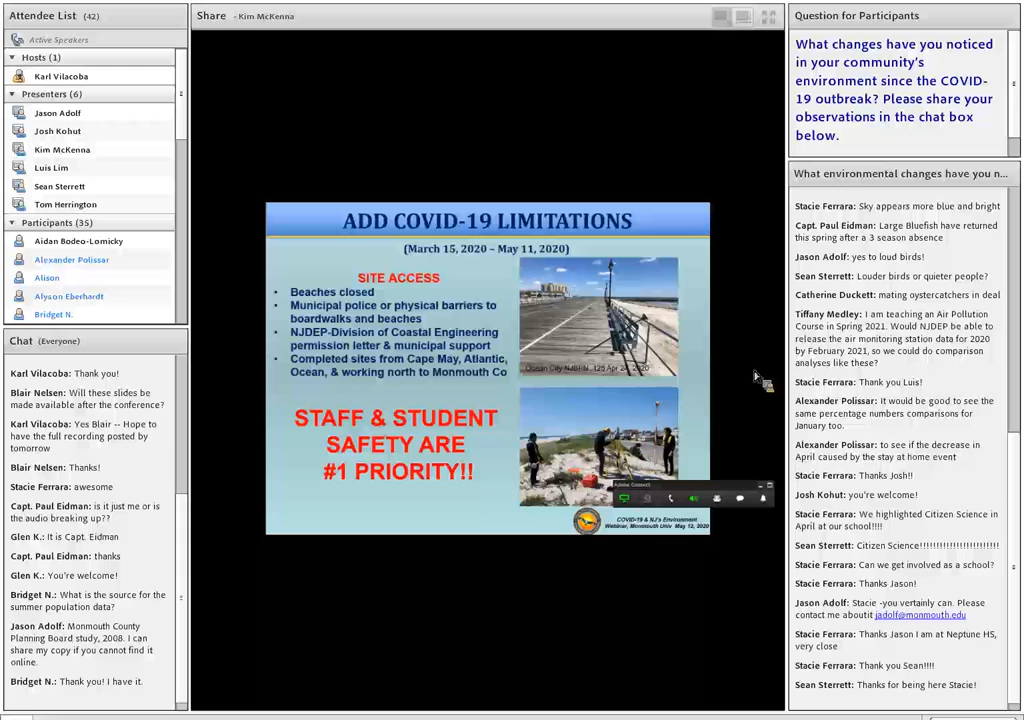 Attendee List (42)
Active Speakers
Hosts (1)
Karl Vilacoba
Presenters (6)
Jason Adolf
Josh Kohut
Kim McKenna
Luis Lim
Sean Sterrett
Tom Herrington
Participants (35)
Aidan Bodeo-Lomicky
Alexander Polissar
Alison
Alyson Eberhardt
Bridget N.
Chat (Everyone)
Karl Vilacoba: Thank you!
Blair Nelsen: Will these slides be
made available after the conference?
Karl Vilacoba: Yes Blair -- Hope to
have the full recording posted by
tomorrow
Blair Nelsen: Thanks!
Stacie Ferrara: awesome
Capt. Paul Eidman: is it just me or is
the audio breaking up??
Glen K.: It is Capt. Eidman
Capt. Paul Eidman: thanks
Glen K.: You're welcome!
Bridget N.: What is the source for the
summer population data?
Jason Adolf: Monmouth County
Planning Board study, 2008. I can
share my copy if you cannot find it
online.
Bridget N.: Thank you! I have it.
Share - Kim McKenna
ADD COVID-19 LIMITATIONS
(March 15, 2020 – May 11, 2020)
SITE ACCESS
• Beaches closed
• Municipal police or physical barriers to
boardwalks and beaches
• NJDEP-Division of Coastal Engineering
permission letter & municipal support
• Completed sites from Cape May, Atlantic,
Ocean, & working north to Monmouth Co
STAFF & STUDENT
SAFETY ARE
#1 PRIORITY!!
Ocean City NJBPN 125 Apr 24, 2020
Adobe Connect
COVID-19 & NJ's Environment
Webinar, Monmouth Univ May 12, 2020
Question for Participants
What changes have you noticed
in your community's
environment since the COVID-
19 outbreak? Please share your
observations in the chat box
below.
What environmental changes have you n...
Stacie Ferrara: Sky appears more blue and bright
Capt. Paul Eidman: Large Bluefish have returned
this spring after a 3 season absence
Jason Adolf: yes to loud birds!
Sean Sterrett: Louder birds or quieter people?
Catherine Duckett: mating oystercatchers in deal
Tiffany Medley: I am teaching an Air Pollution
Course in Spring 2021. Would NJDEP be able to
release the air monitoring station data for 2020
by February 2021, so we could do comparison
analyses like these?
Stacie Ferrara: Thank you Luis!
Alexander Polissar: It would be good to see the
same percentage numbers comparisons for
January too.
Alexander Polissar: to see if the decrease in
April caused by the stay at home event
Stacie Ferrara: Thanks Josh!!
Josh Kohut: you're welcome!
Stacie Ferrara: We highlighted Citizen Science in
April at our school!!!!
Sean Sterrett: Citizen Science!!!!!!!!!!!!!!!!!!!!!!!!
Stacie Ferrara: Can we get involved as a school?
Stacie Ferrara: Thanks Jason!
Jason Adolf: Stacie -you vertainly can. Please
contact me aboutit jadolf@monmouth.edu
Stacie Ferrara: Thanks Jason I am at Neptune HS,
very close
Stacie Ferrara: Thank you Sean!!!!
Sean Sterrett: Thanks for being here Stacie!